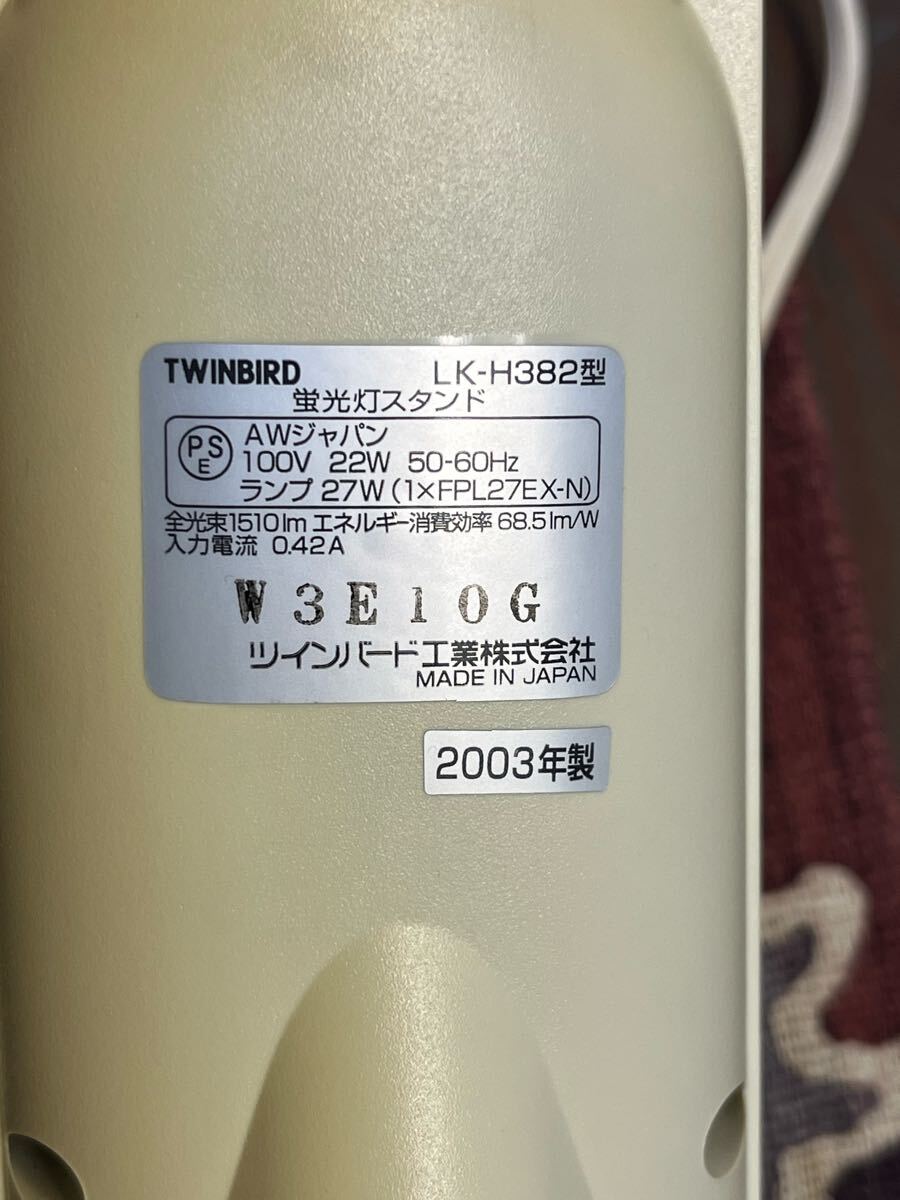 TWINBIRD LK-H382型
蛍光灯スタンド
PSE AWジャパン
100V 22W 50-60Hz
ランプ 27W (1×FPL27EX-N)
全光束1510lm エネルギー消費効率 68.5lm/W
入力電流 0.42A
W3E10G
ツインバード工業株式会社
MADE IN JAPAN
2003年製